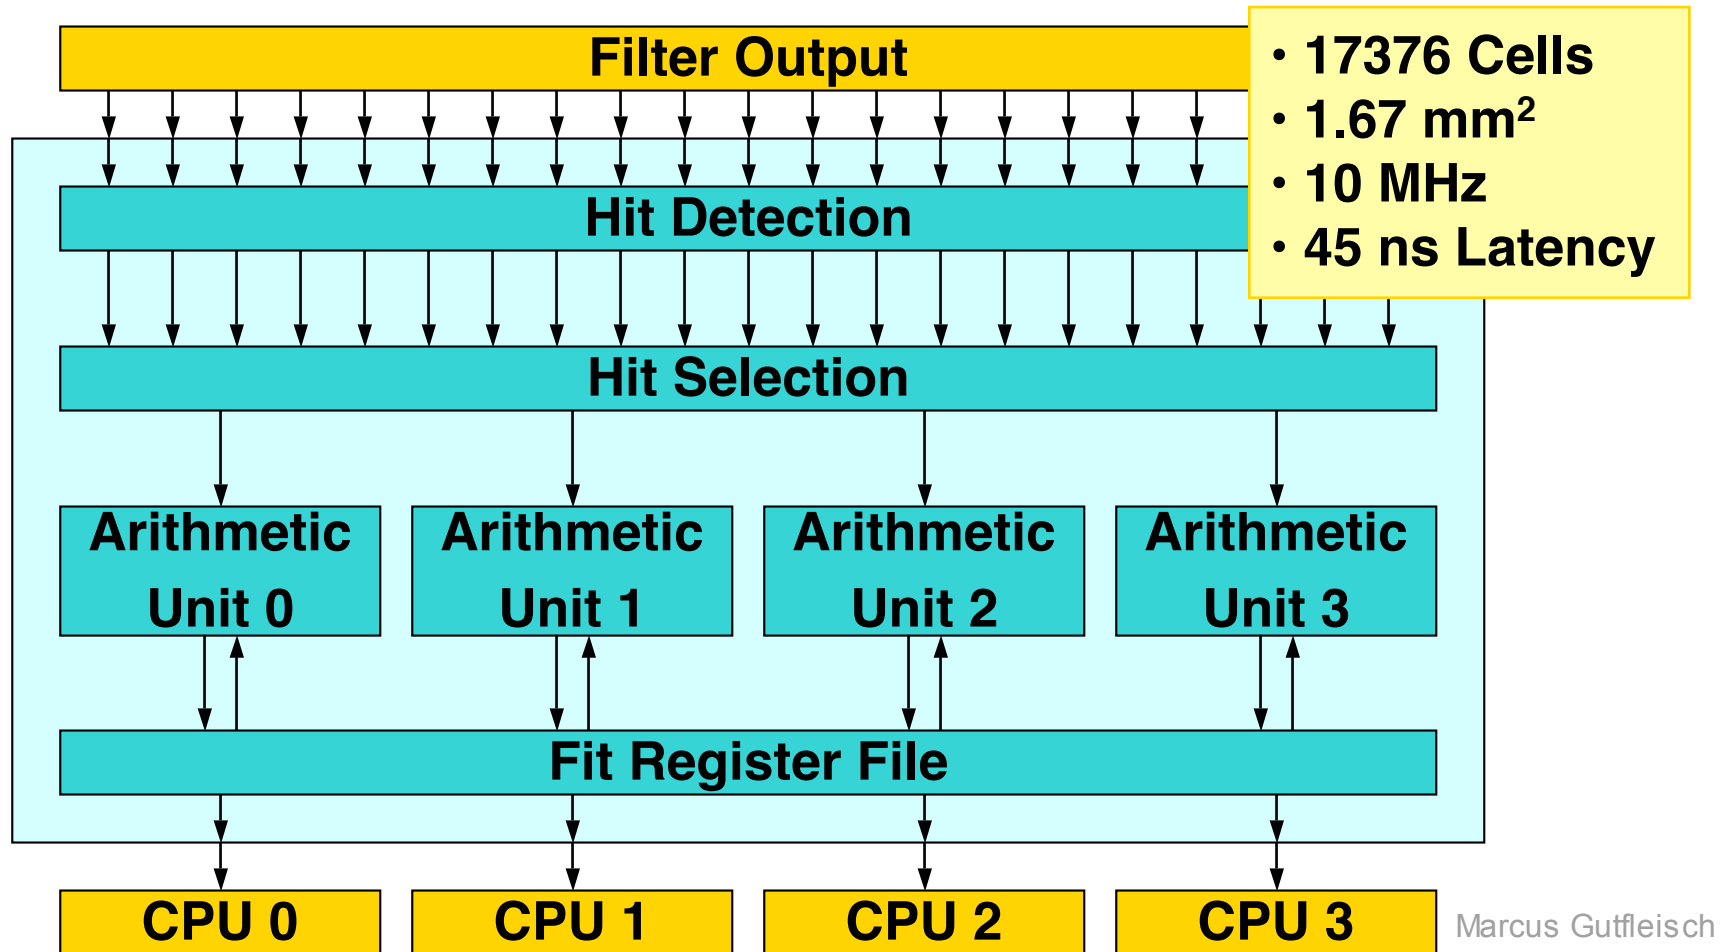 Filter Output
• 17376 Cells
• 1.67 mm²
• 10 MHz
• 45 ns Latency
Hit Detection
Hit Selection
Arithmetic
Unit 0
Arithmetic
Unit 1
Arithmetic
Unit 2
Arithmetic
Unit 3
Fit Register File
CPU 0
CPU 1
CPU 2
CPU 3
Marcus Gutfleisch